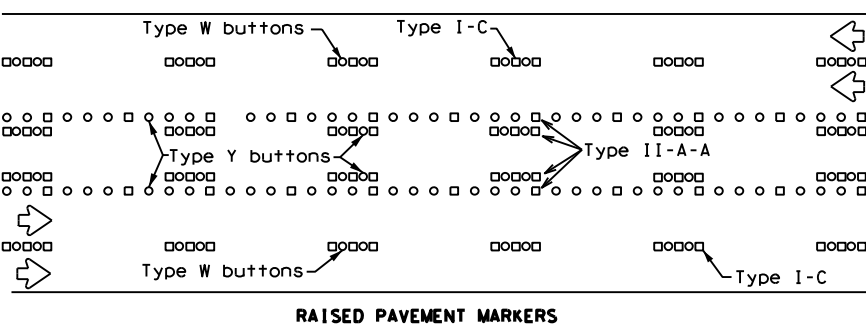 Type W buttons
Type I-C
Type Y buttons
Type II-A-A
Type W buttons
Type I-C
RAISED PAVEMENT MARKERS